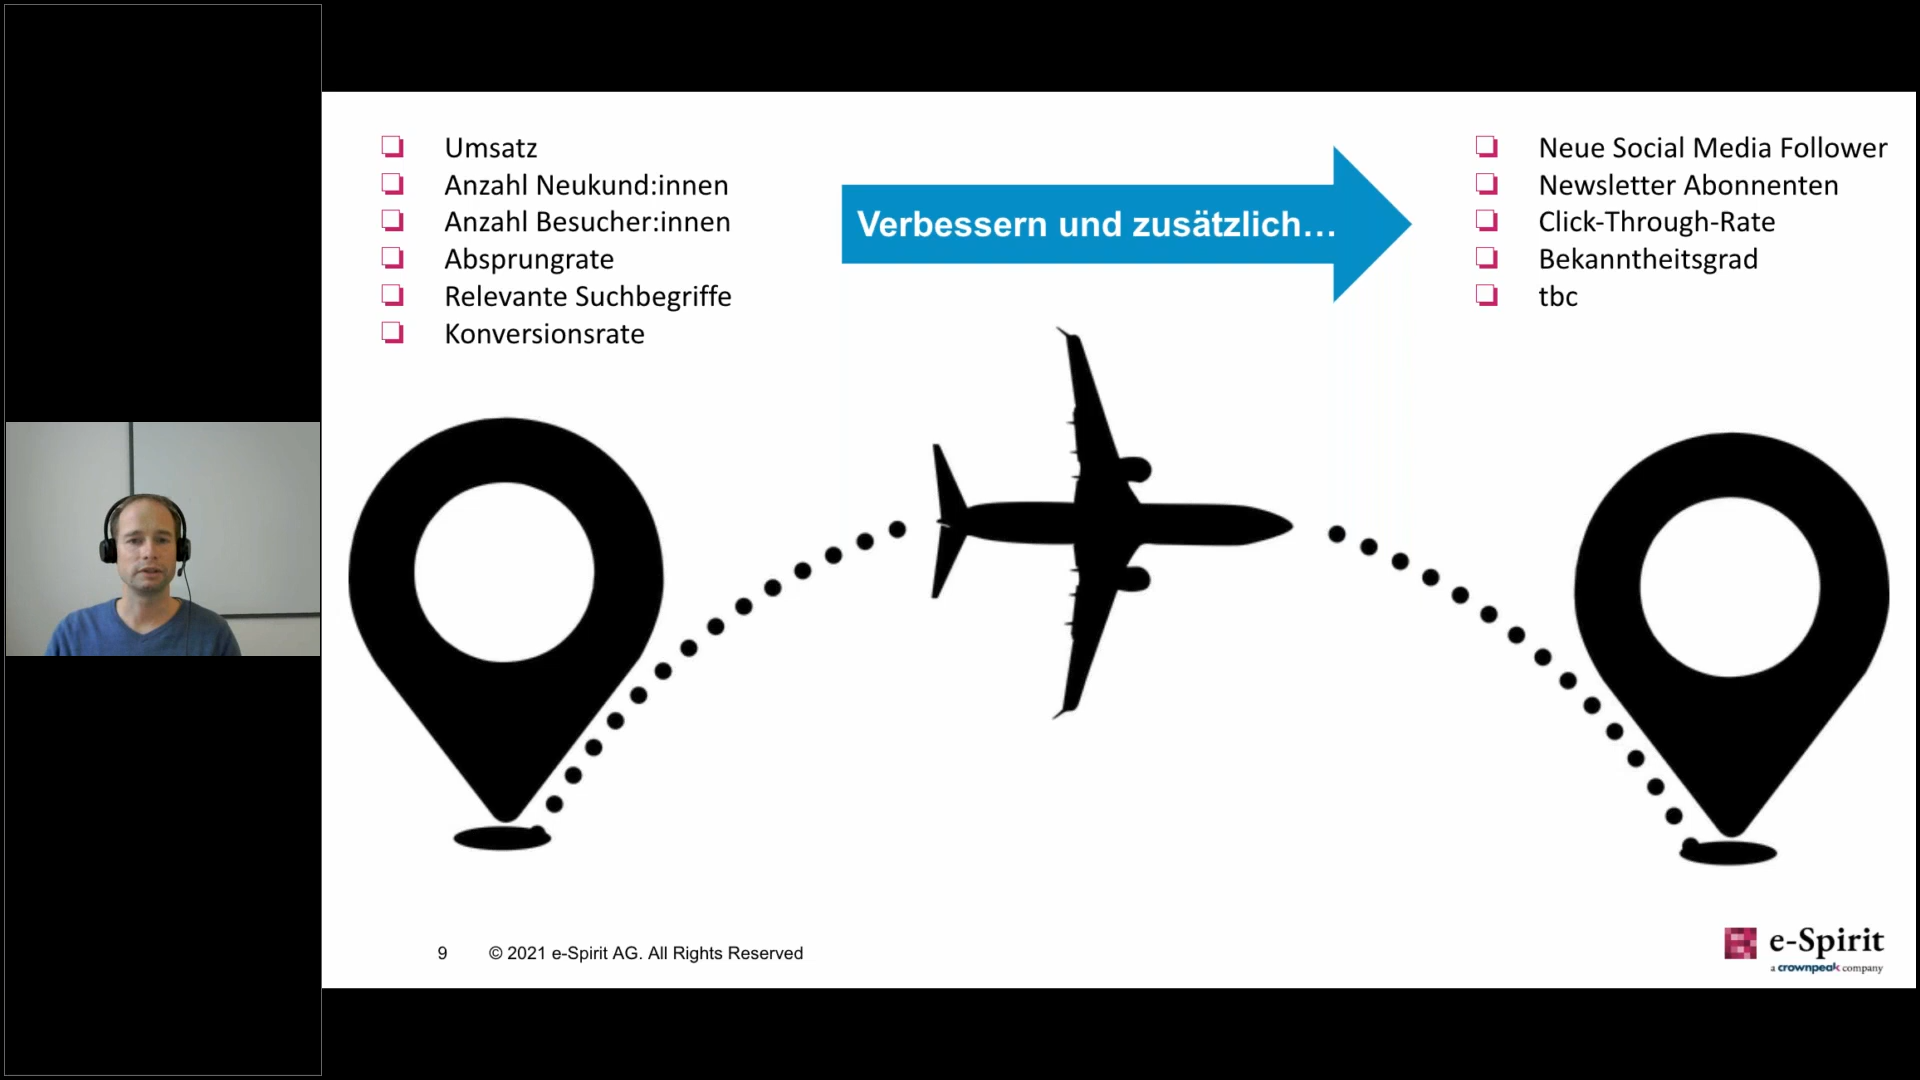 Umsatz
Anzahl Neukund:innen
Anzahl Besucher:innen
Absprungrate
Relevante Suchbegriffe
Konversionsrate
Verbessern und zusätzlich...
Neue Social Media Follower
Newsletter Abonnenten
Click-Through-Rate
Bekanntheitsgrad
tbc
9 © 2021 e-Spirit AG. All Rights Reserved
e-Spirit
a crownpeak company